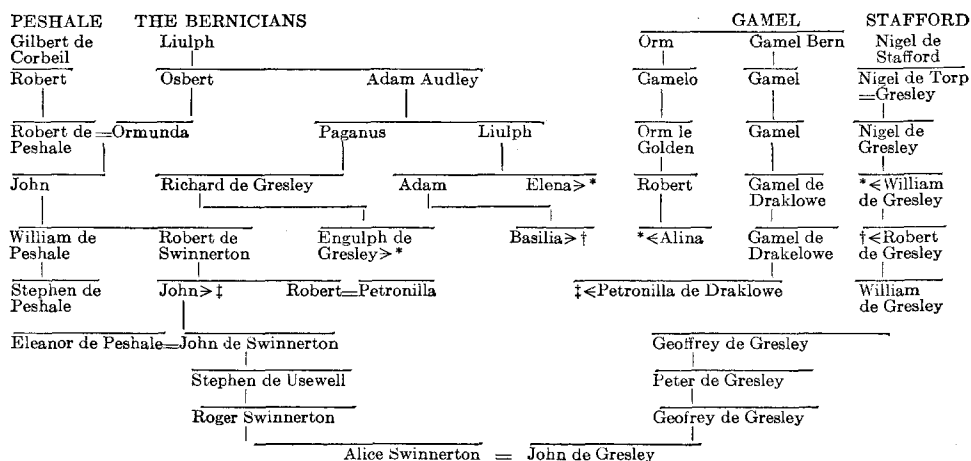 PESHALE THE BERNICIANS GAMEL STAFFORD
Gilbert de Liulph Orm Gamel Bern Nigel de
Corbeil Stafford
Robert Osbert Adam Audley Gamelo Gamel Nigel de Torp
=Gresley
Robert de =Ormunda Paganus Liulph Orm le Gamel Nigel de
Peshale Golden Gresley
John Richard de Gresley Adam Elena>* Robert Gamel de *<William
Draklowe de Gresley
William de Robert de Engulph de Basilia>† *<Alina Gamel de †<Robert
Peshale Swinnerton Gresley>* Drakelowe de Gresley
Stephen de John>‡ Robert=Petronilla ‡<Petronilla de Draklowe William
Peshale de Gresley
Eleanor de Peshale=John de Swinnerton Geoffrey de Gresley
Stephen de Usewell Peter de Gresley
Roger Swinnerton Geofrey de Gresley
Alice Swinnerton = John de Gresley